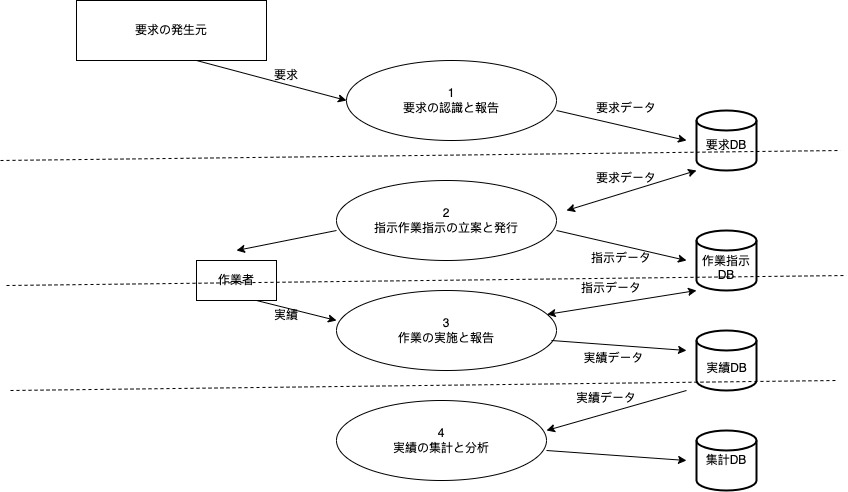 要求の発生元
要求
1
要求の認識と報告
要求データ
要求DB
要求データ
2
指示作業指示の立案と発行
指示データ
作業指示
DB
作業者
指示データ
実績
3
作業の実施と報告
実績データ
実績DB
実績データ
4
実績の集計と分析
集計DB